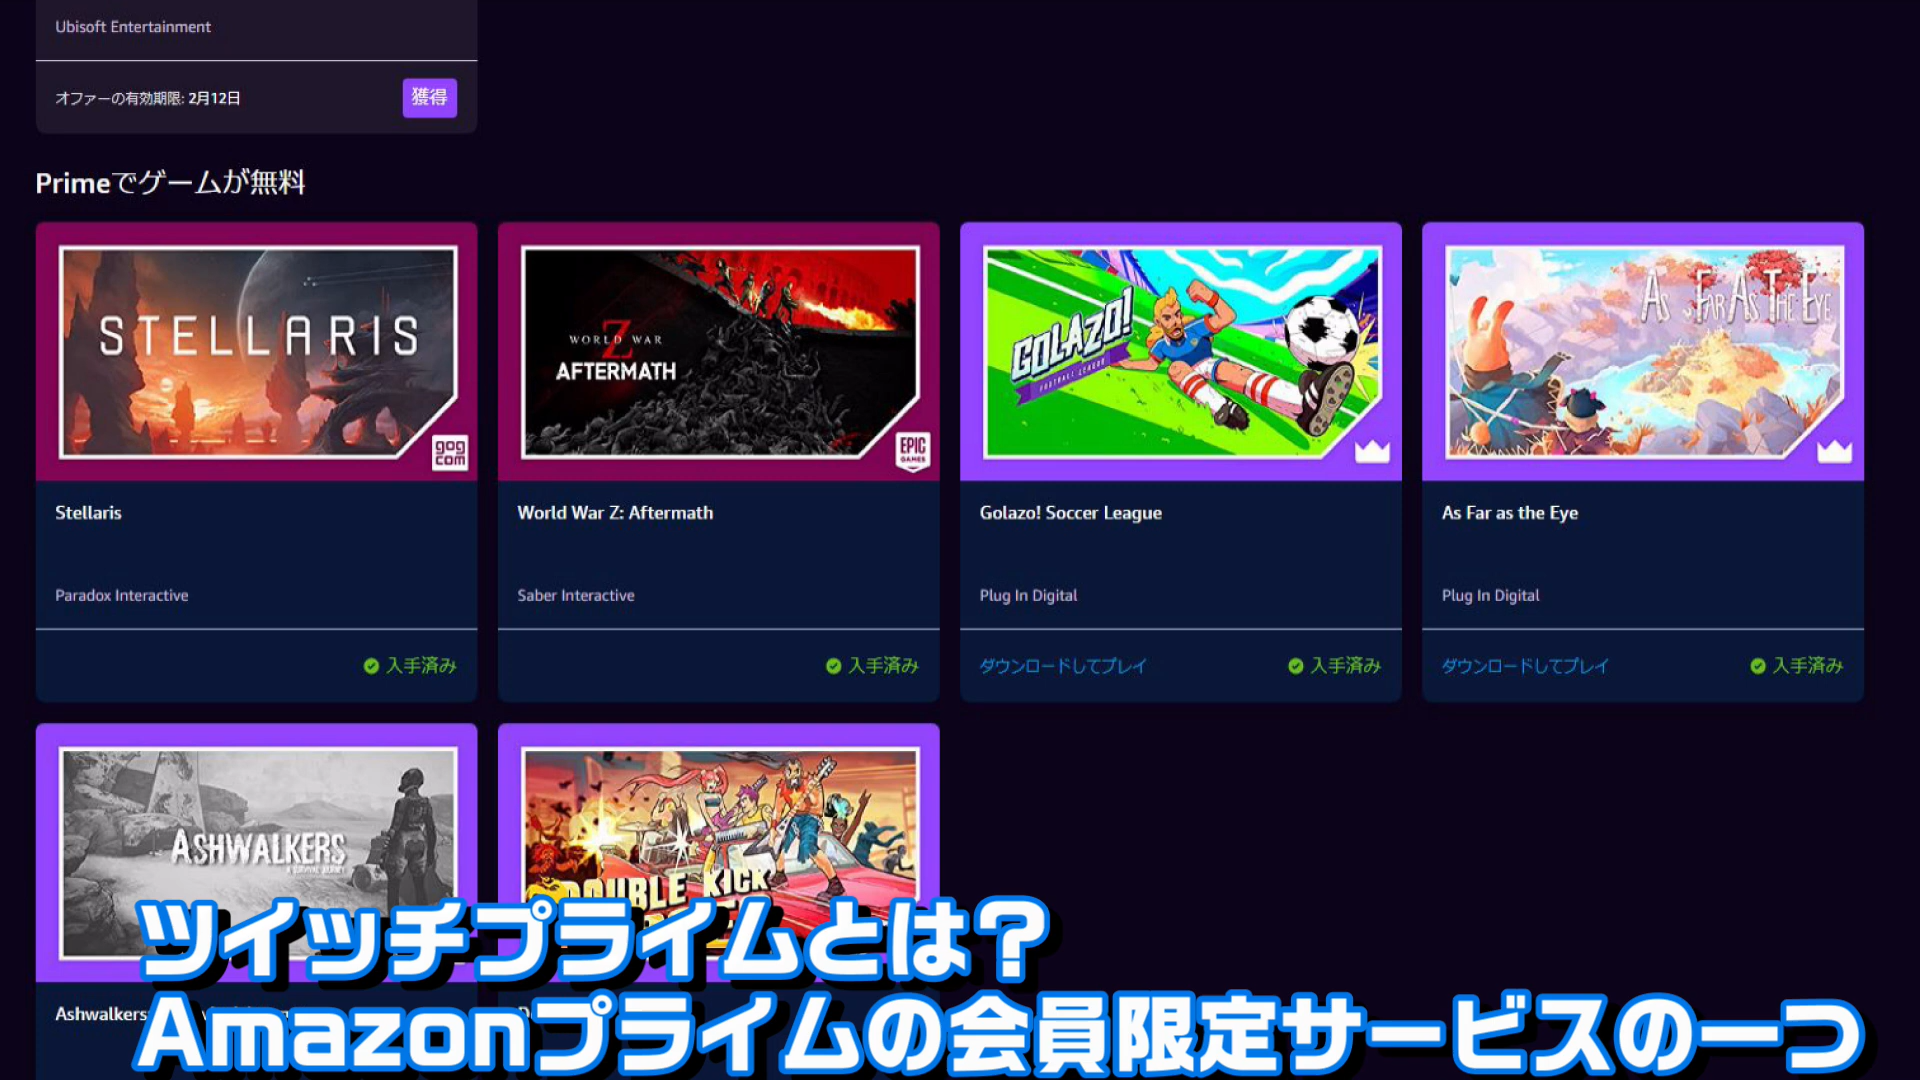 Ubisoft Entertainment
オファーの有効期限: 2月12日
獲得
Primeでゲームが無料
STELLARIS
gog
com
WORLD WAR
Z
AFTERMATH
EPIC
GAMES
GOLAZO!
FOOTBALL LEAGUE
AS FAR AS THE EYE
Stellaris
World War Z: Aftermath
Golazo! Soccer League
As Far as the Eye
Paradox Interactive
Saber Interactive
Plug In Digital
Plug In Digital
入手済み
入手済み
ダウンロードしてプレイ
入手済み
ダウンロードしてプレイ
入手済み
ASHWALKERS
A SURVIVAL JOURNEY
DOUBLE KICK
ツイッチプライムとは？
Ashwalkers
Amazonプライムの会員限定サービスの一つ